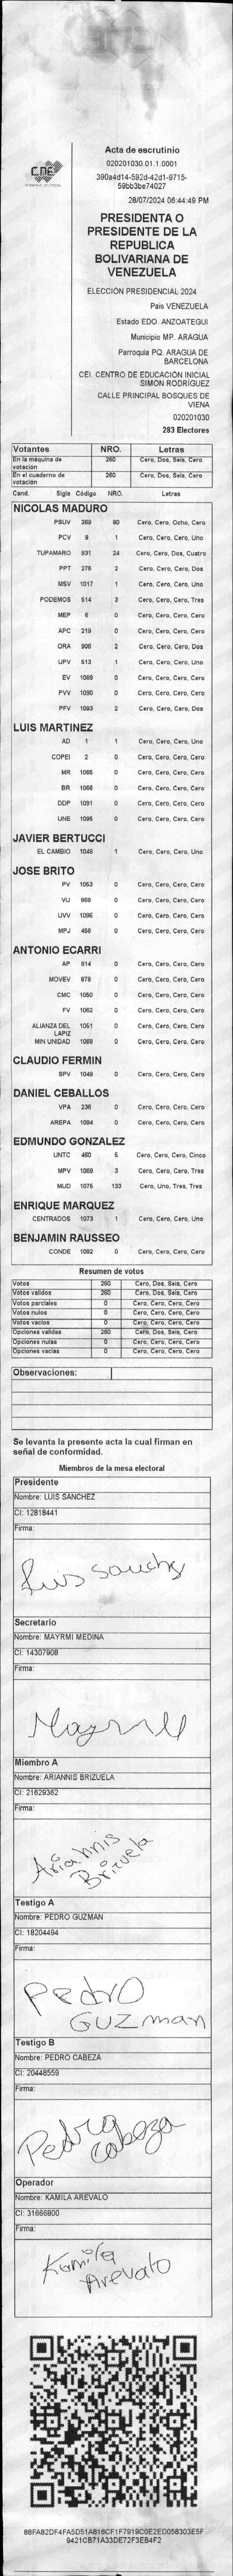 CNE
Acta de escrutinio
020201030.01.1.0001
390a4d14-592d-42d1-9715-
59bb3be74027
28/07/2024 06:44:49 PM
PRESIDENTA O
PRESIDENTE DE LA
REPUBLICA
BOLIVARIANA DE
VENEZUELA
ELECCIÓN PRESIDENCIAL 2024
Pais VENEZUELA
Estado EDO. ANZOATEGUI
Municipio MP. ARAGUA
Parroquia PQ. ARAGUA DE
BARCELONA
CEI. CENTRO DE EDUCACIÓN INICIAL
SIMON RODRÍGUEZ
CALLE PRINCIPAL BOSQUES DE
VIENA
020201030
283 Electores
Votantes NRO. Letras
En la máquina de votación 260 Cero, Dos, Seis, Cero
En el cuaderno de votación 260 Cero, Dos, Seis, Cero
Cand. Sigla Código NRO. Letras
NICOLAS MADURO
PSUV 269 80 Cero, Cero, Ocho, Cero
PCV 9 1 Cero, Cero, Cero, Uno
TUPAMARO 931 24 Cero, Cero, Dos, Cuatro
PPT 276 2 Cero, Cero, Cero, Dos
MSV 1017 1 Cero, Cero, Cero, Uno
PODEMOS 514 3 Cero, Cero, Cero, Tres
MEP 6 0 Cero, Cero, Cero, Cero
APC 219 0 Cero, Cero, Cero, Cero
ORA 906 2 Cero, Cero, Cero, Dos
UPV 513 1 Cero, Cero, Cero, Uno
EV 1089 0 Cero, Cero, Cero, Cero
PVV 1090 0 Cero, Cero, Cero, Cero
PFV 1093 2 Cero, Cero, Cero, Dos
LUIS MARTINEZ
AD 1 1 Cero, Cero, Cero, Uno
COPEI 2 0 Cero, Cero, Cero, Cero
MR 1065 0 Cero, Cero, Cero, Cero
BR 1066 0 Cero, Cero, Cero, Cero
DDP 1091 0 Cero, Cero, Cero, Cero
UNE 1095 0 Cero, Cero, Cero, Cero
JAVIER BERTUCCI
EL CAMBIO 1049 1 Cero, Cero, Cero, Uno
JOSE BRITO
PV 1053 0 Cero, Cero, Cero, Cero
VU 868 0 Cero, Cero, Cero, Cero
UVV 1096 0 Cero, Cero, Cero, Cero
MPJ 458 0 Cero, Cero, Cero, Cero
ANTONIO ECARRI
AP 814 0 Cero, Cero, Cero, Cero
MOVEV 878 0 Cero, Cero, Cero, Cero
CMC 1050 0 Cero, Cero, Cero, Cero
FV 1062 0 Cero, Cero, Cero, Cero
ALIANZA DEL LAPIZ 1051 0 Cero, Cero, Cero, Cero
MIN UNIDAD 1069 0 Cero, Cero, Cero, Cero
CLAUDIO FERMIN
SPV 1049 0 Cero, Cero, Cero, Cero
DANIEL CEBALLOS
VPA 236 0 Cero, Cero, Cero, Cero
AREPA 1094 0 Cero, Cero, Cero, Cero
EDMUNDO GONZALEZ
UNTC 460 5 Cero, Cero, Cero, Cinco
MPV 1069 3 Cero, Cero, Cero, Tres
MUD 1075 133 Cero, Uno, Tres, Tres
ENRIQUE MARQUEZ
CENTRADOS 1073 1 Cero, Cero, Cero, Uno
BENJAMIN RAUSSEO
CONDE 1092 0 Cero, Cero, Cero, Cero
Resumen de votos
Votos 260 Cero, Dos, Seis, Cero
Votos validos 260 Cero, Dos, Seis, Cero
Votos parciales 0 Cero, Cero, Cero, Cero
Votos nulos 0 Cero, Cero, Cero, Cero
Votos vacios 0 Cero, Cero, Cero, Cero
Opciones validas 260 Cero, Dos, Seis, Cero
Opciones nulas 0 Cero, Cero, Cero, Cero
Opciones vacias 0 Cero, Cero, Cero, Cero
Observaciones:
Se levanta la presente acta la cual firman en
señal de conformidad.
Miembros de la mesa electoral
Presidente
Nombre: LUIS SANCHEZ
CI: 12818441
Firma:
Luis Sanchz
Secretario
Nombre: MAYRMI MEDINA
CI: 14307908
Firma:
Miembro A
Nombre: ARIANNIS BRIZUELA
CI: 21629362
Firma:
Ariannis
Brizuela
Testigo A
Nombre: PEDRO GUZMAN
CI: 18204494
Firma:
PEDRO
GUZman
Testigo B
Nombre: PEDRO CABEZA
CI: 20448559
Firma:
Pedro
cabeza
Operador
Nombre: KAMILA AREVALO
CI: 31666800
Firma:
Kamila
Arevalo
88FA82DF4FA5D51A816CF1F7919C0E2ED058303E5F
9421CB71A33DE72F3EB4F2